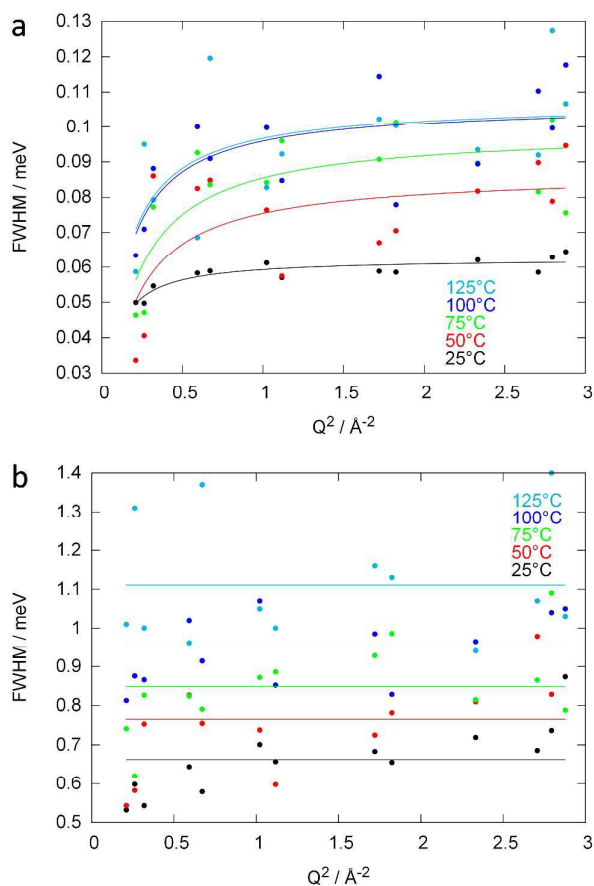 a
0.13
0.12
0.11
0.1
0.09
0.08
0.07
0.06
0.05
0.04
0.03
FWHM / meV
125°C
100°C
75°C
50°C
25°C
0
0.5
1
1.5
2
2.5
3
Q² / Å⁻²
b
1.4
1.3
1.2
1.1
1
0.9
0.8
0.7
0.6
0.5
FWHM / meV
125°C
100°C
75°C
50°C
25°C
0
0.5
1
1.5
2
2.5
3
Q² / Å⁻²